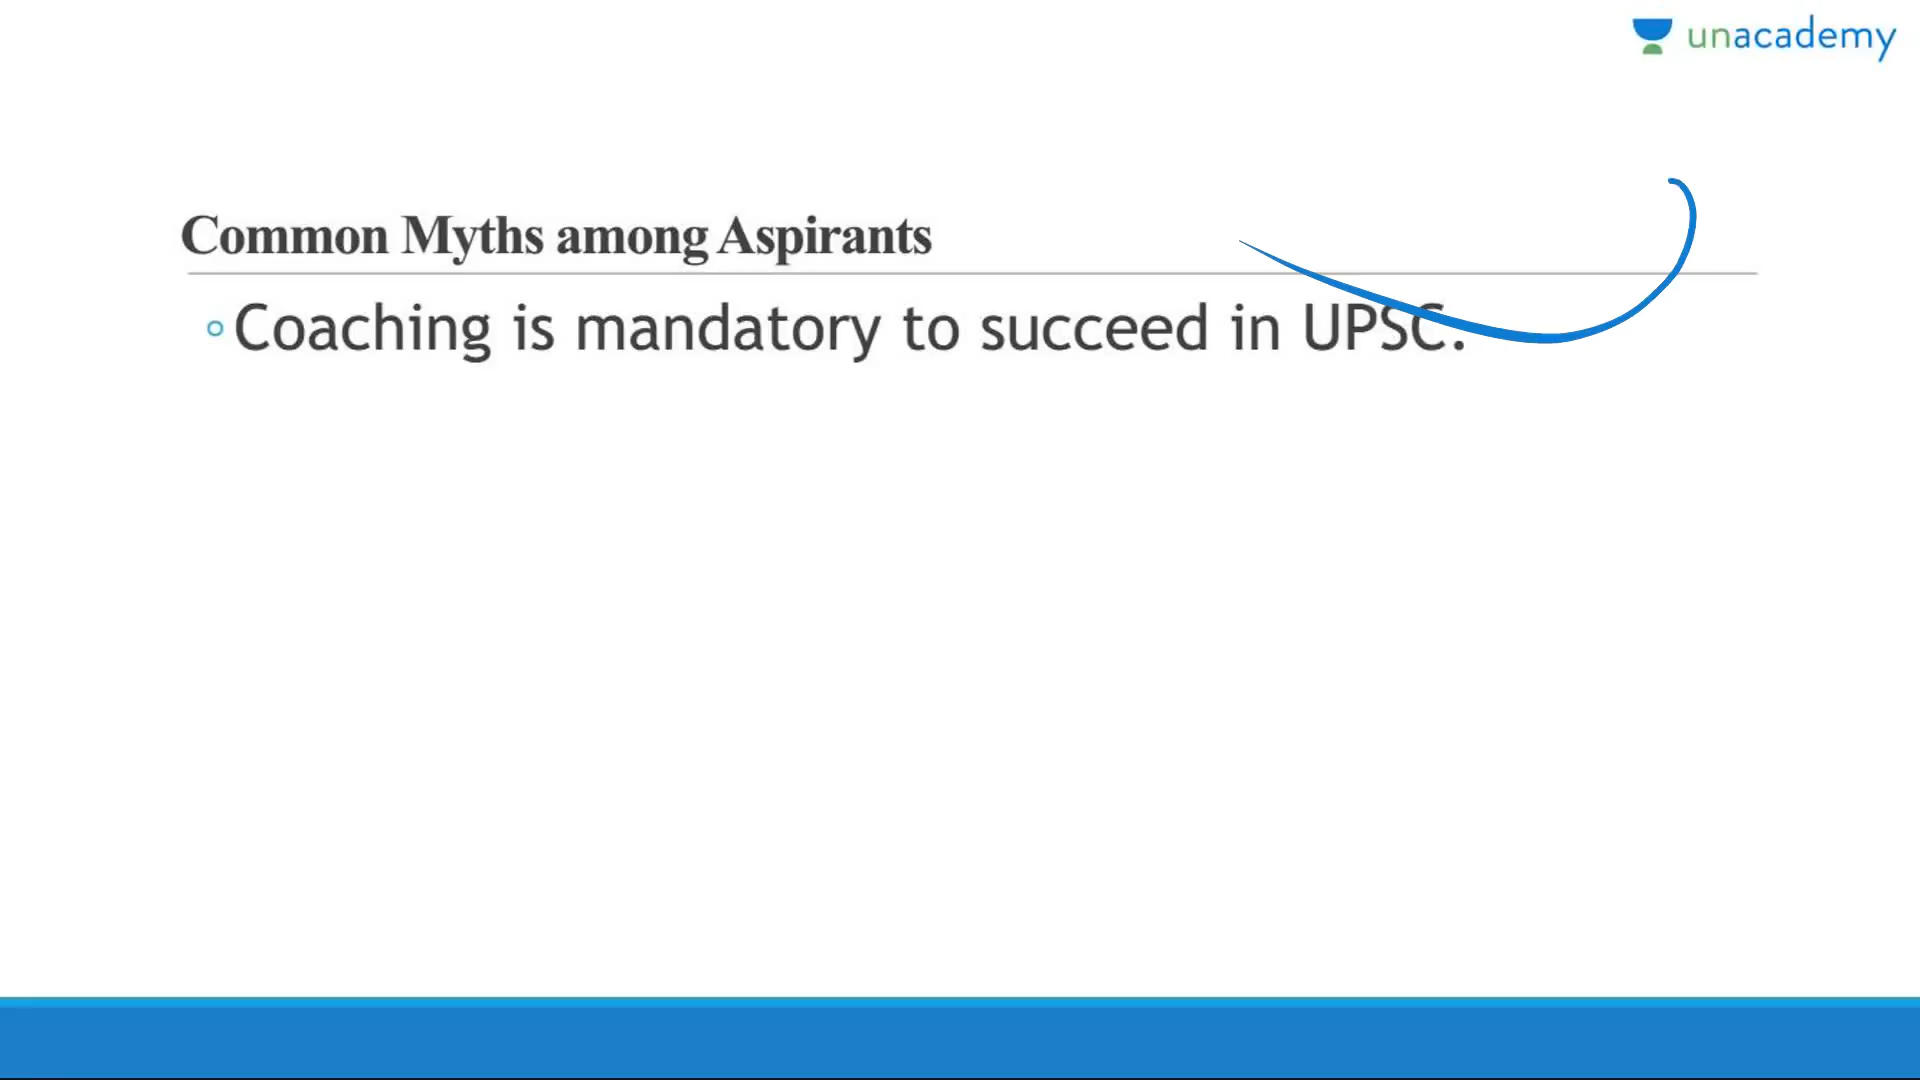 unacademy
Common Myths among Aspirants
Coaching is mandatory to succeed in UPSC.